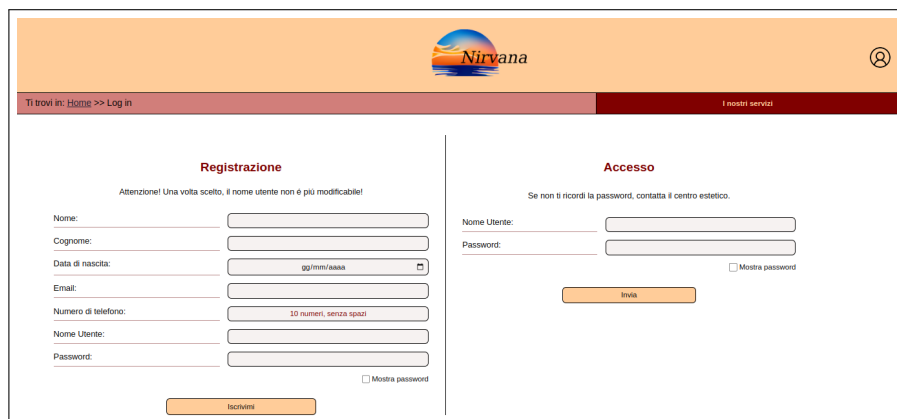 Nirvana
Ti trovi in: Home >> Log in
I nostri servizi
Registrazione
Attenzione! Una volta scelto, il nome utente non é più modificabile!
Nome:
Cognome:
Data di nascita:
gg/mm/aaaa
Email:
Numero di telefono:
10 numeri, senza spazi
Nome Utente:
Password:
Mostra password
Iscrivimi
Accesso
Se non ti ricordi la password, contatta il centro estetico.
Nome Utente:
Password:
Mostra password
Invia